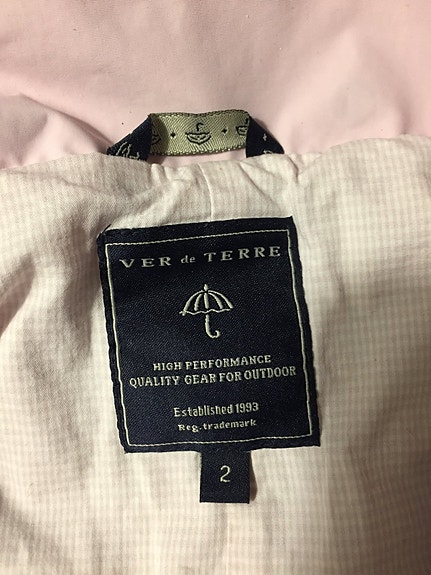 VER de TERRE
HIGH PERFORMANCE
QUALITY GEAR FOR OUTDOOR
Established 1993
Reg. trademark
2